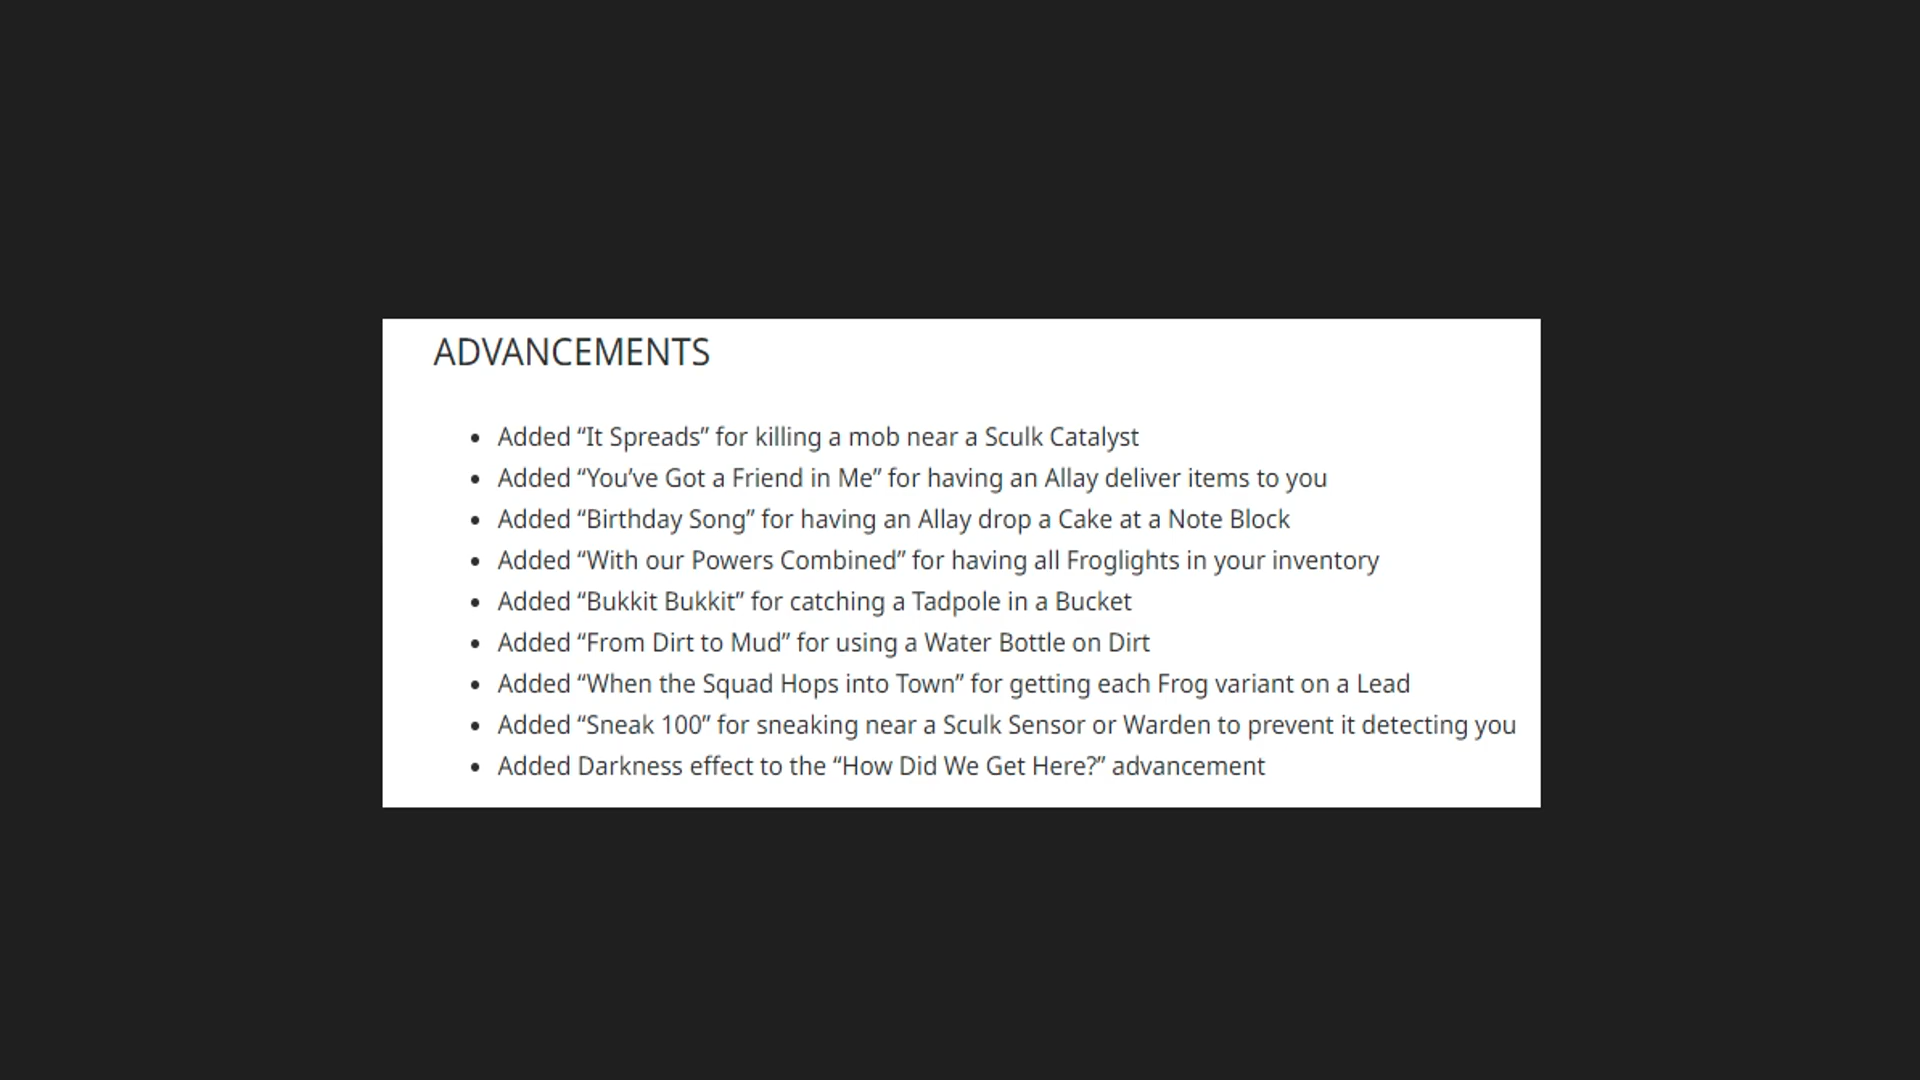 ADVANCEMENTS
• Added “It Spreads” for killing a mob near a Sculk Catalyst
• Added “You’ve Got a Friend in Me” for having an Allay deliver items to you
• Added “Birthday Song” for having an Allay drop a Cake at a Note Block
• Added “With our Powers Combined” for having all Froglights in your inventory
• Added “Bukkit Bukkit” for catching a Tadpole in a Bucket
• Added “From Dirt to Mud” for using a Water Bottle on Dirt
• Added “When the Squad Hops into Town” for getting each Frog variant on a Lead
• Added “Sneak 100” for sneaking near a Sculk Sensor or Warden to prevent it detecting you
• Added Darkness effect to the “How Did We Get Here?” advancement